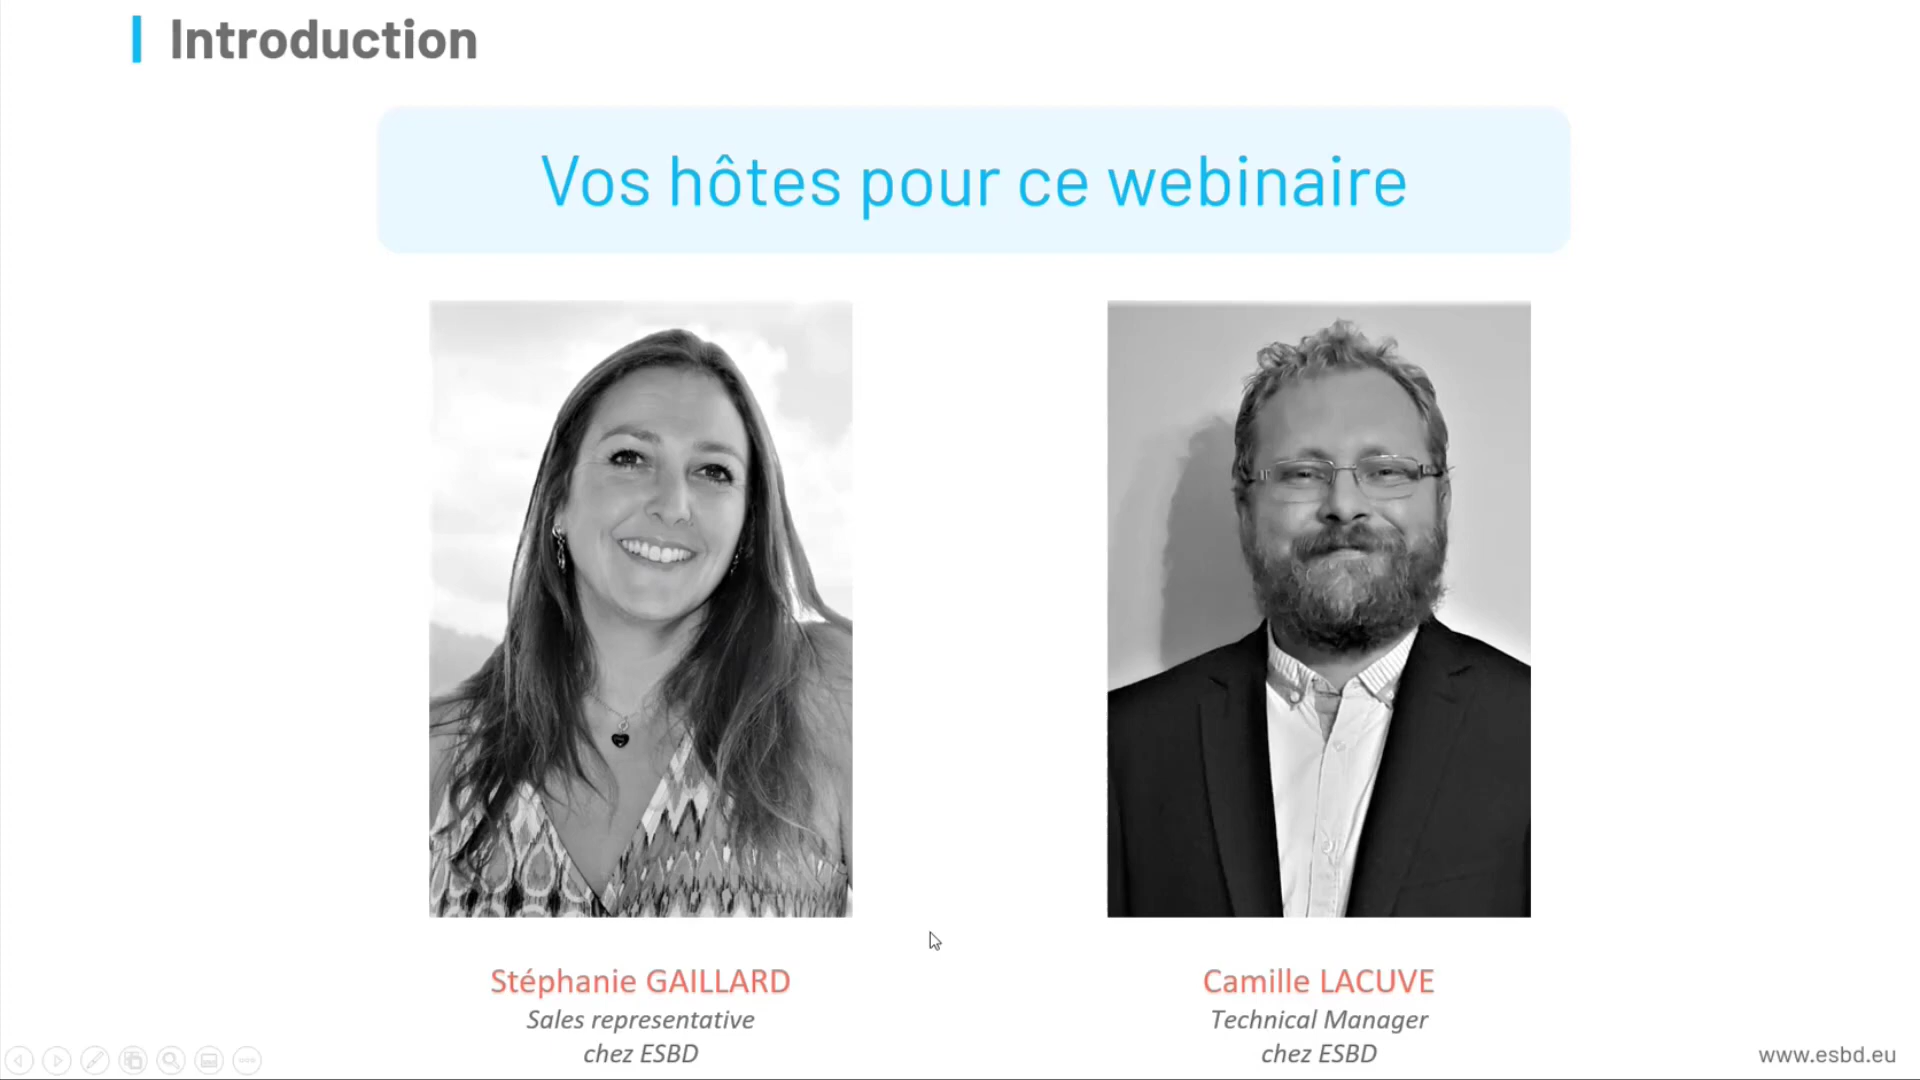 Introduction
Vos hôtes pour ce webinaire
Stéphanie GAILLARD
Sales representative
chez ESBD
Camille LACUVE
Technical Manager
chez ESBD
www.esbd.eu